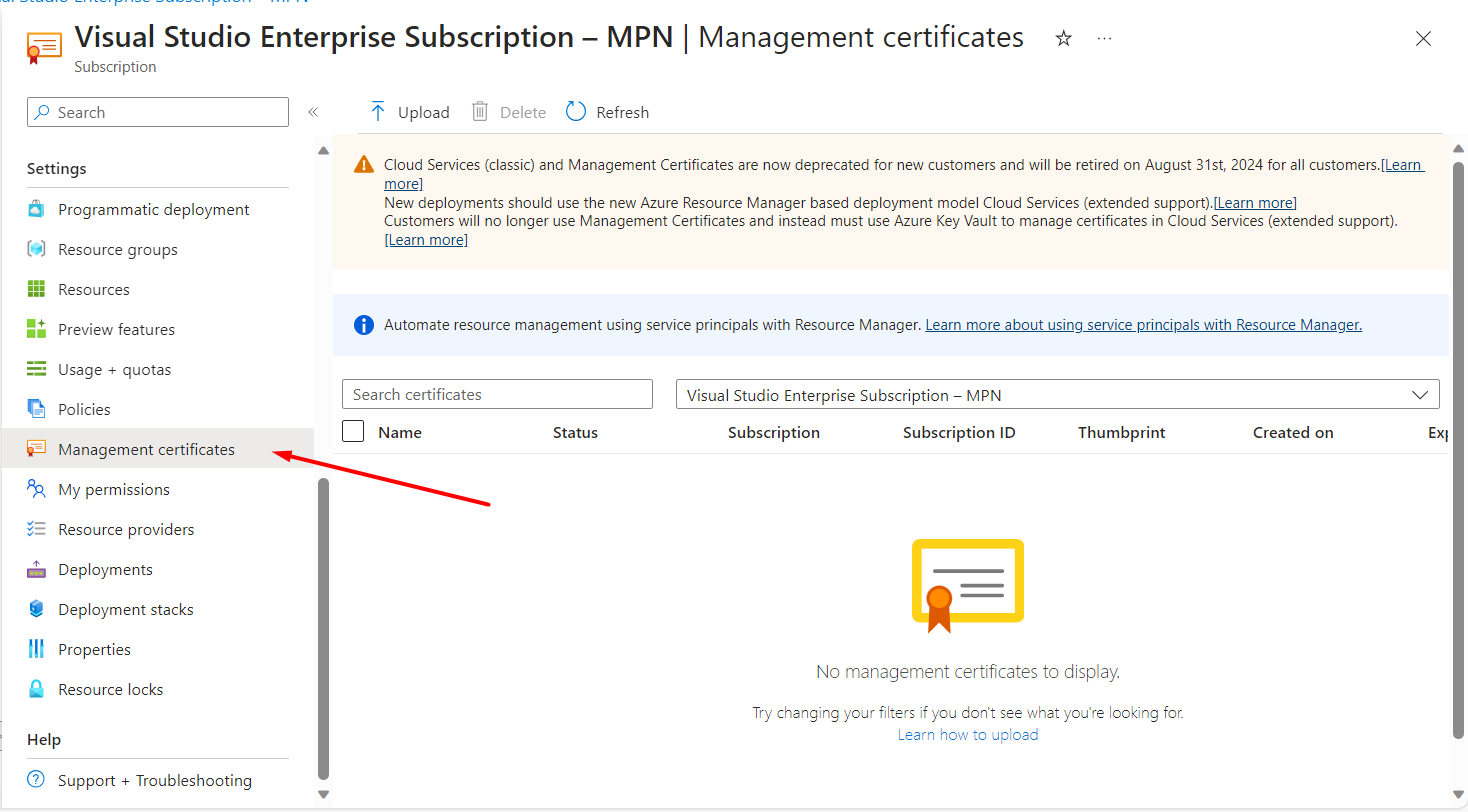 Visual Studio Enterprise Subscription – MPN | Management certificates
Subscription
Search
Settings
Programmatic deployment
Resource groups
Resources
Preview features
Usage + quotas
Policies
Management certificates
My permissions
Resource providers
Deployments
Deployment stacks
Properties
Resource locks
Help
Support + Troubleshooting
Upload
Delete
Refresh
Cloud Services (classic) and Management Certificates are now deprecated for new customers and will be retired on August 31st, 2024 for all customers.[Learn
more]
New deployments should use the new Azure Resource Manager based deployment model Cloud Services (extended support).[Learn more]
Customers will no longer use Management Certificates and instead must use Azure Key Vault to manage certificates in Cloud Services (extended support).
[Learn more]
Automate resource management using service principals with Resource Manager. Learn more about using service principals with Resource Manager.
Search certificates
Visual Studio Enterprise Subscription – MPN
Name Status Subscription Subscription ID Thumbprint Created on
No management certificates to display.
Try changing your filters if you don't see what you're looking for.
Learn how to upload